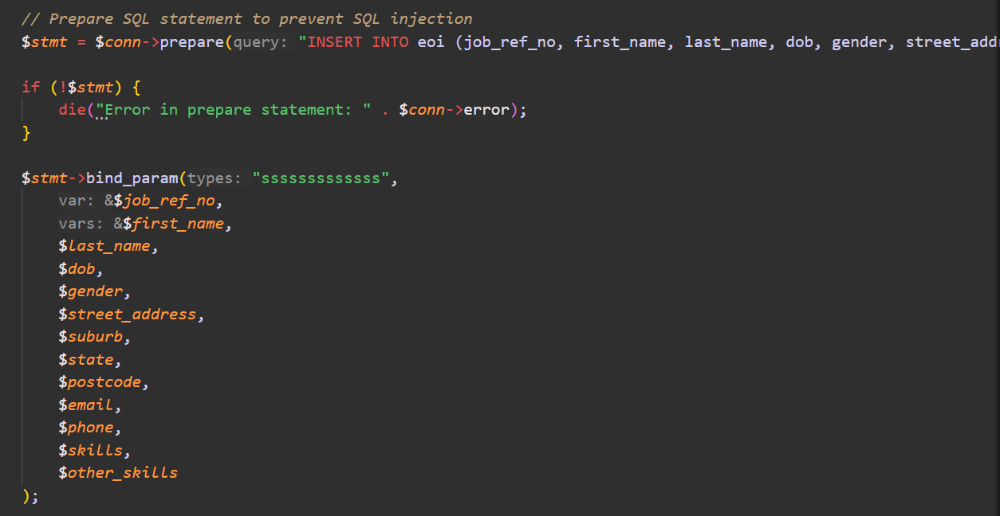 // Prepare SQL statement to prevent SQL injection
$stmt = $conn->prepare(query: "INSERT INTO eoi (job_ref_no, first_name, last_name, dob, gender, street_addr
if (!$stmt) {
die("Error in prepare statement: " . $conn->error);
}
$stmt->bind_param(types: "sssssssssssss",
var: &$job_ref_no,
vars: &$first_name,
$last_name,
$dob,
$gender,
$street_address,
$suburb,
$state,
$postcode,
$email,
$phone,
$skills,
$other_skills
);